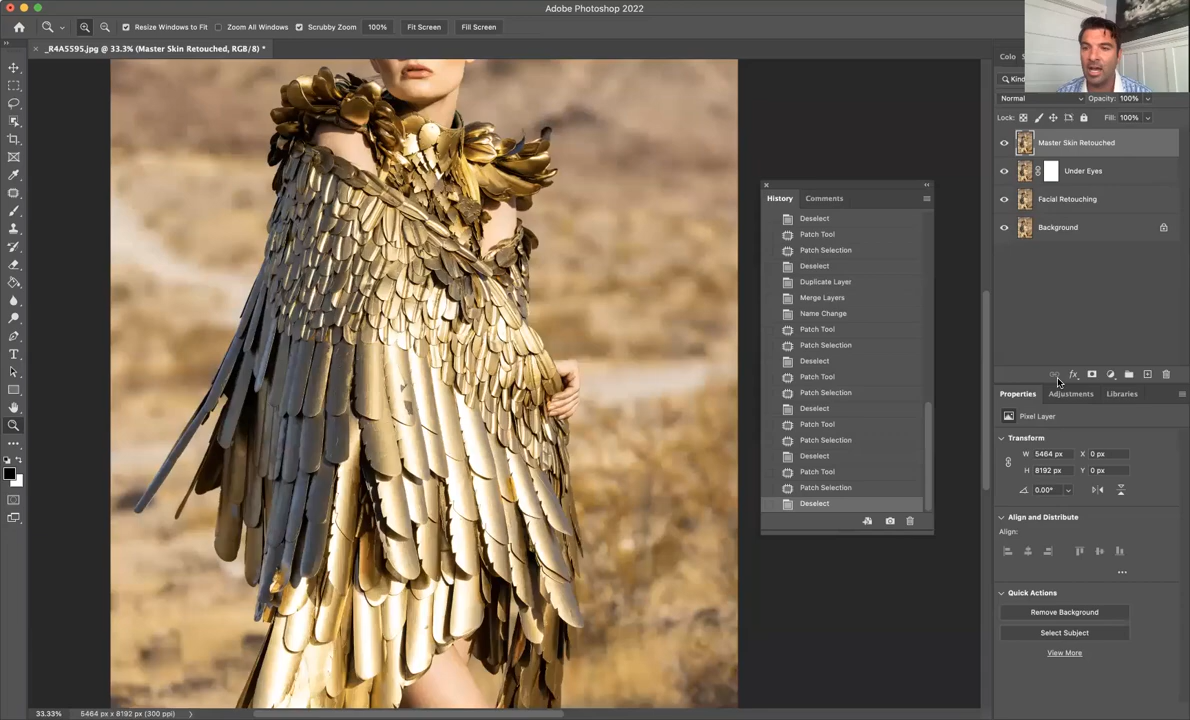 Adobe Photoshop 2022
Resize Windows to Fit
Zoom All Windows
Scrubby Zoom
100%
Fit Screen
Fill Screen
_R4A5595.jpg @ 33.3% (Master Skin Retouched, RGB/8) *
Colo
Kind
Normal
Opacity: 100%
Lock:
Fill: 100%
Master Skin Retouched
Under Eyes
Facial Retouching
Background
History
Comments
Deselect
Patch Tool
Patch Selection
Deselect
Duplicate Layer
Merge Layers
Name Change
Patch Tool
Patch Selection
Deselect
Patch Tool
Patch Selection
Deselect
Patch Tool
Patch Selection
Deselect
Patch Tool
Patch Selection
Deselect
fx
Properties
Adjustments
Libraries
Pixel Layer
Transform
W 5464 px X 0 px
H 8192 px Y 0 px
0.00°
Align and Distribute
Align:
Quick Actions
Remove Background
Select Subject
View More
33.33%
5464 px x 8192 px (300 ppi)